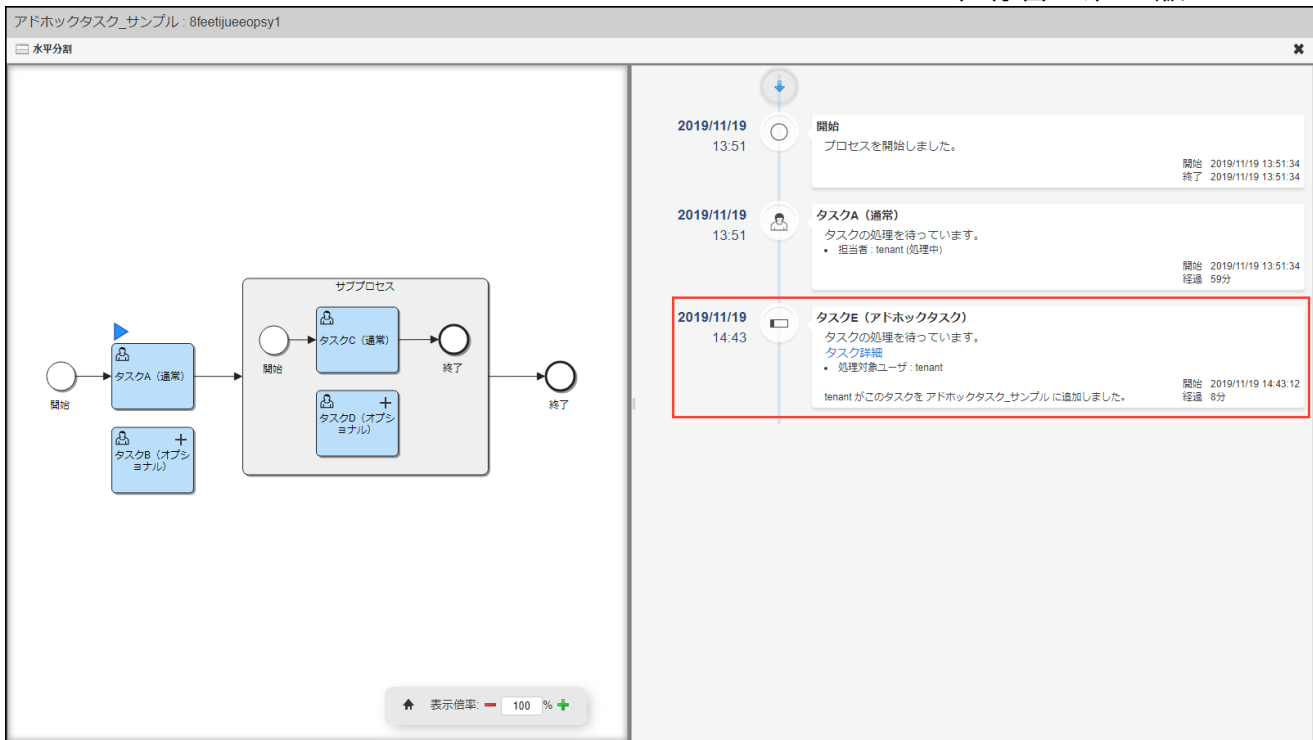 アドホックタスク_サンプル : 8feetijueeopsy1
水平分割
サブプロセス
タスクC（通常）
開始
終了
タスクA（通常）
開始
終了
タスクD（オプシ
ョナル）
タスクB（オプシ
ョナル）
表示倍率:
100 %
2019/11/19
13:51
開始
プロセスを開始しました。
開始 2019/11/19 13:51:34
終了 2019/11/19 13:51:34
2019/11/19
13:51
タスクA（通常）
タスクの処理を待っています。
• 担当者 : tenant (処理中)
開始 2019/11/19 13:51:34
経過 59分
2019/11/19
14:43
タスクE（アドホックタスク）
タスクの処理を待っています。
タスク詳細
• 処理対象ユーザ : tenant
開始 2019/11/19 14:43:12
tenant がこのタスクを アドホックタスク_サンプル に追加しました。 経過 8分